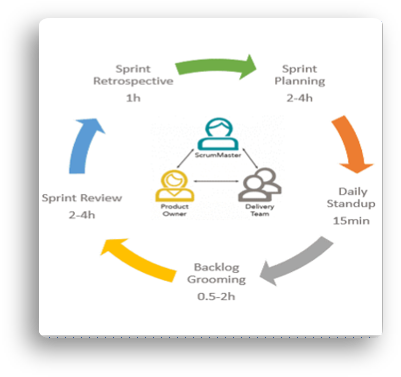 Sprint
Retrospective
1h
Sprint
Planning
2-4h
ScrumMaster
Product
Owner
Delivery
Team
Sprint Review
2-4h
Daily
Standup
15min
Backlog
Grooming
0.5-2h